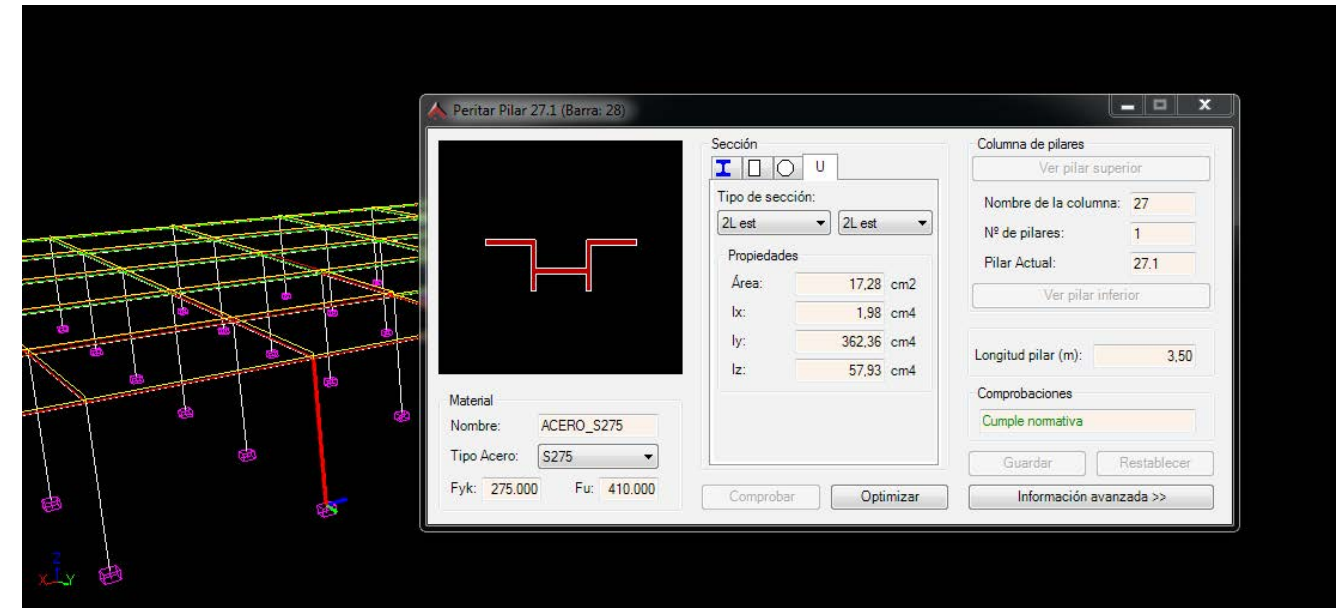 Peritar Pilar 27.1 (Barra: 28)
Sección
U
Tipo de sección:
2L est 2L est
Propiedades
Área: 17,28 cm2
Ix: 1,98 cm4
Iy: 362,36 cm4
Iz: 57,93 cm4
Material
Nombre: ACERO_S275
Tipo Acero: S275
Fyk: 275.000 Fu: 410.000
Comprobar Optimizar
Columna de pilares
Ver pilar superior
Nombre de la columna: 27
Nº de pilares: 1
Pilar Actual: 27.1
Ver pilar inferior
Longitud pilar (m): 3,50
Comprobaciones
Cumple normativa
Guardar Restablecer
Información avanzada >>
Z
X Y